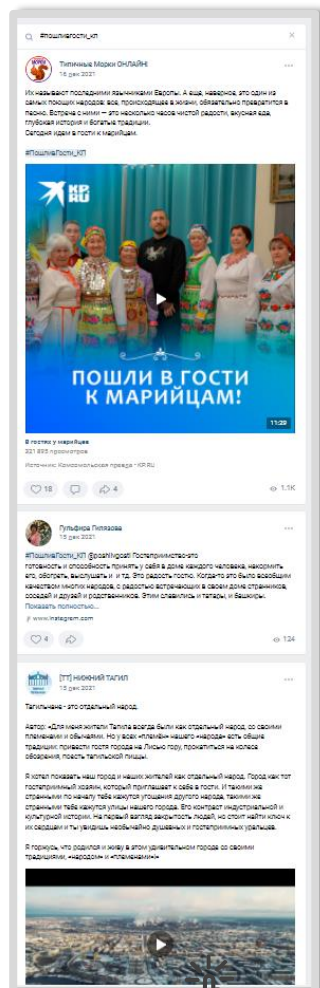 #пошливгости_кп
Типичные Морки ОНЛАЙН!
16 дек 2021
Их называют последними язычниками Европы. А еще, наверное, это один из
самых поющих народов: все, происходящее в жизни, обязательно превратится в
песню. Встреча с ними — это несколько часов чистой радости, вкусная еда,
глубокая история и богатые традиции.
Сегодня идем в гости к марийцам.
#ПошливГости_КП
KP.RU
ПОШЛИ В ГОСТИ
К МАРИЙЦАМ!
11:29
В гостях у марийцев
321 895 просмотров
Источник: Комсомольская правда - KP.RU
18
4
1.1K
Гульфира Гилязова
15 дек 2021
#ПошливГости_КП @poshlivgosti Гостеприимство-это
готовность и способность принять у себя в доме каждого человека, накормить
его, обогреть, выслушать и т.д. Это радость гостю. Когда-то это было всеобщим
качеством многих народов, с радостью встречающих в своем доме странников,
соседей и друзей и родственников. Этим славились и татары, и башкиры.
Показать полностью...
www.instagram.com
4
124
[ТТ] НИЖНИЙ ТАГИЛ
15 дек 2021
Тагильчане - это отдельный народ.
Автор: «Для меня жители Тагила всегда были как отдельный народ, со своими
племенами и обычаями. Но у всех «племён» нашего «народа» есть общие
традиции: привести гостя города на Лисью гору, прокатиться на колесе
обозрения, поесть тагильской пиццы.
Я хотел показать наш город и наших жителей как отдельный народ. Город как тот
гостеприимный хозяин, который приглашает к себе в гости. И такими же
странными по началу тебе кажутся угощения другого народа, такими же
странными тебе кажутся улицы нашего города. Его контраст индустриальной и
культурной истории. На первый взгляд закрытость людей, но стоит найти ключ к
их сердцам и ты увидишь необычайно душевных и гостеприимных уральцев.
Я горжусь, что родился и живу в этом удивительном городе со своими
традициями, «народом» и «племенами»!»